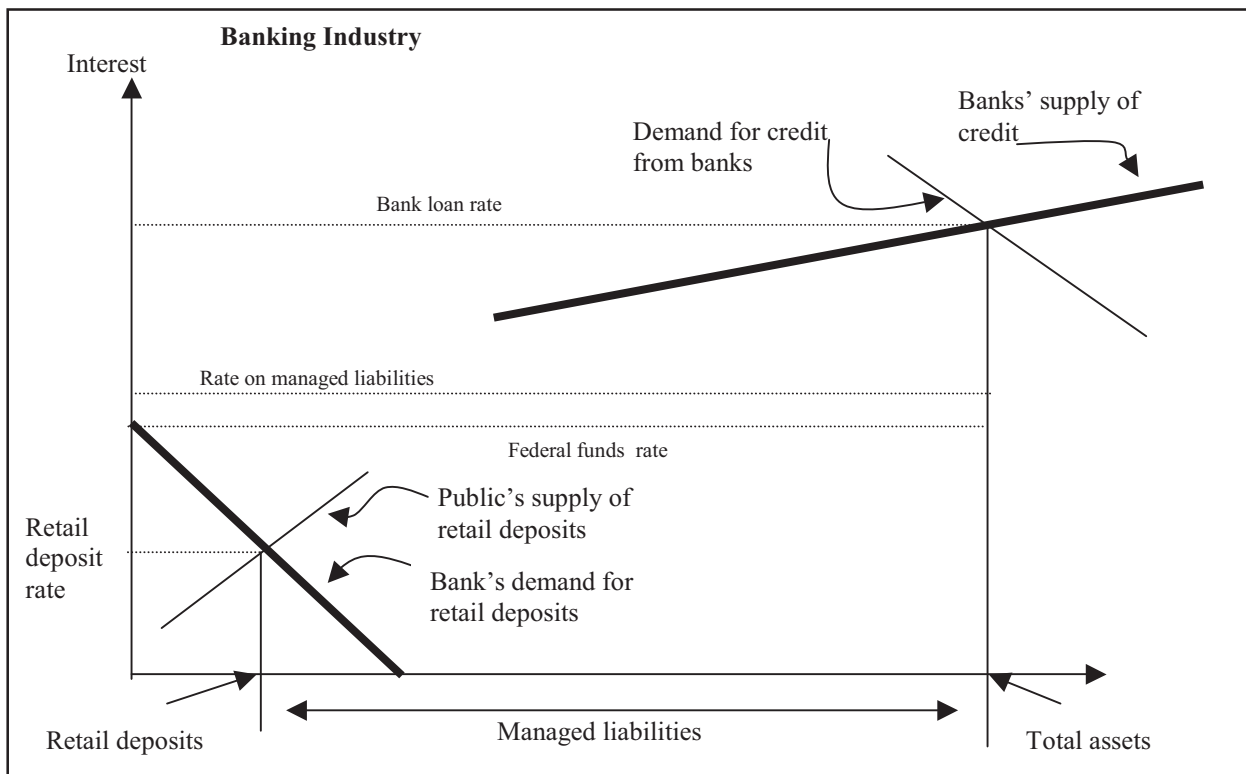 Banking Industry
Interest
Banks' supply of
credit
Demand for credit
from banks
Bank loan rate
Rate on managed liabilities
Federal funds rate
Public's supply of
retail deposits
Retail
deposit
rate
Bank's demand for
retail deposits
Managed liabilities
Retail deposits
Total assets